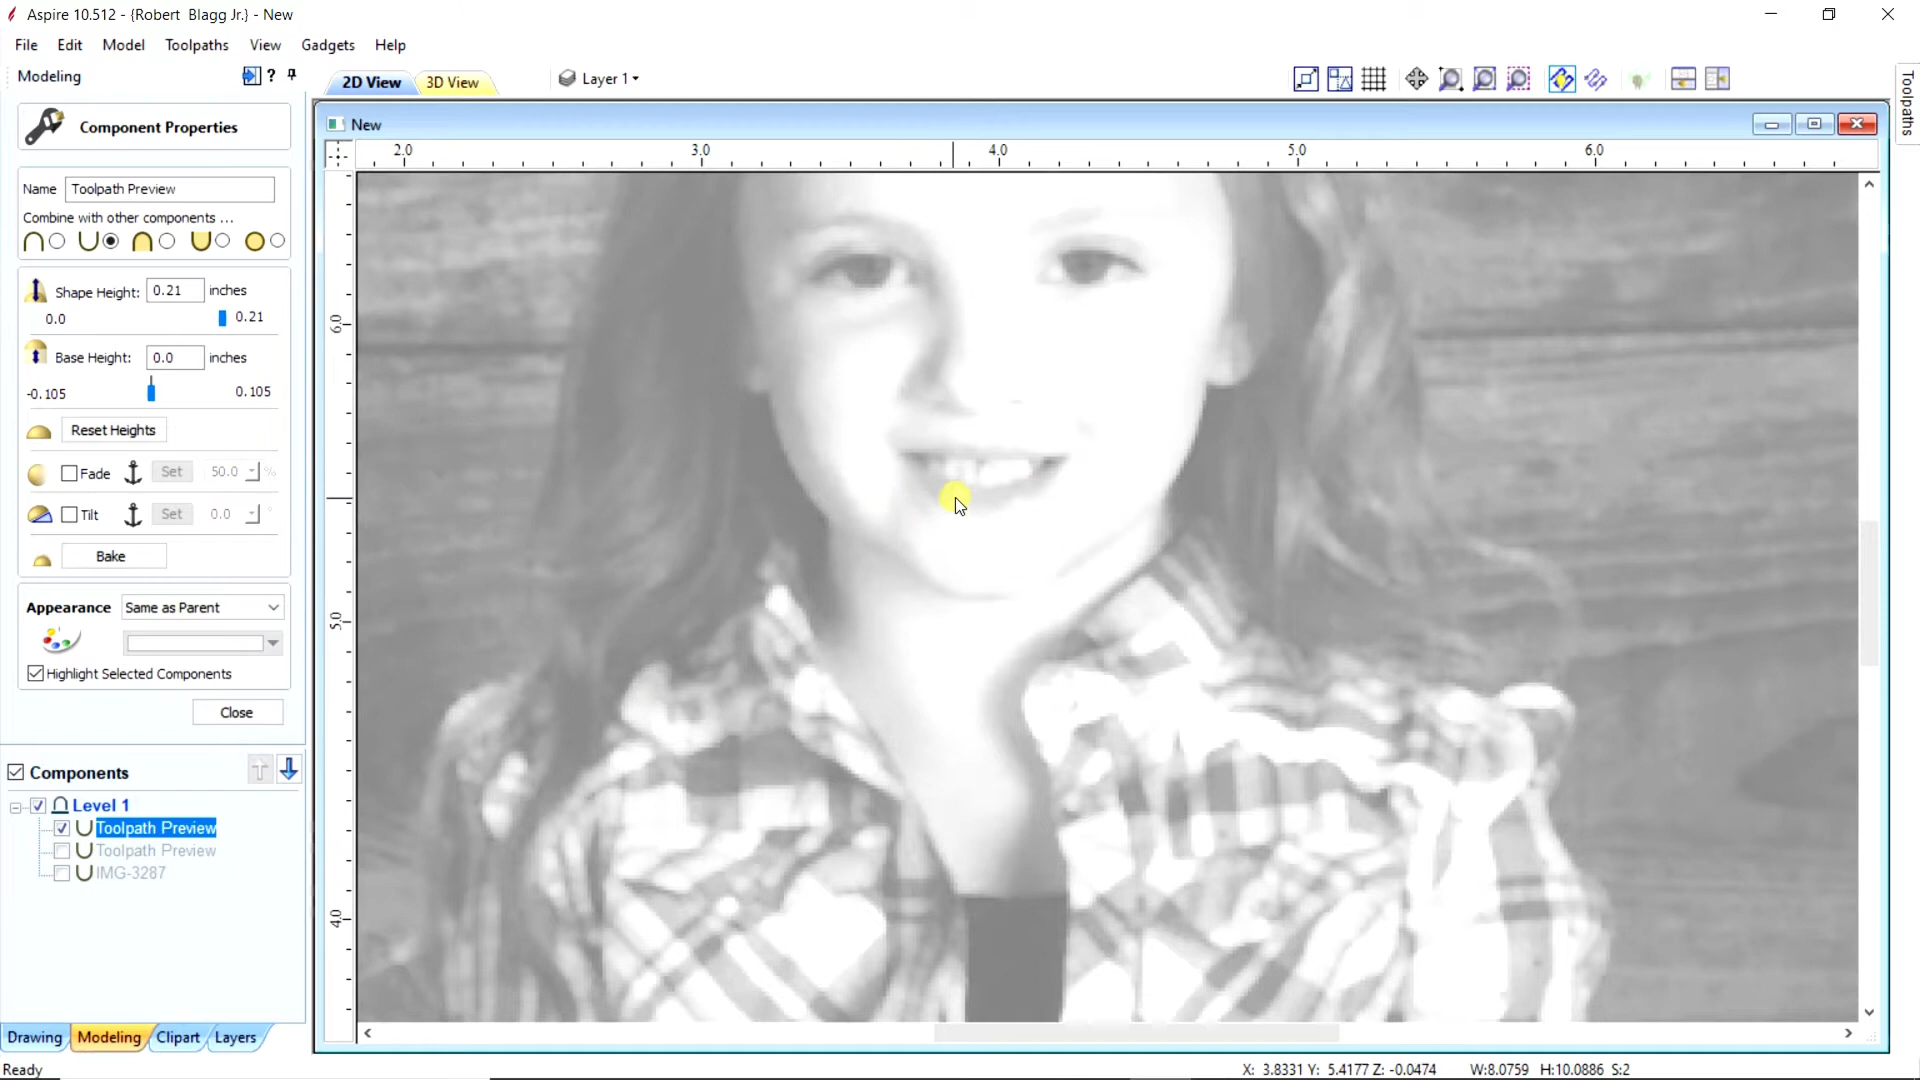 Aspire 10.512 - {Robert Blagg Jr.} - New
File Edit Model Toolpaths View Gadgets Help
Modeling ?
2D View 3D View Layer 1
Toolpaths
Component Properties
New
2.0 3.0 4.0 5.0 6.0
Name Toolpath Preview
Combine with other components ...
Shape Height: 0.21 inches
0.0 0.21
Base Height: 0.0 inches
-0.105 0.105
Reset Heights
Fade Set 50.0 %
Tilt Set 0.0 °
Bake
Appearance Same as Parent
Highlight Selected Components
Close
6.0
5.0
4.0
Components
Level 1
Toolpath Preview
Toolpath Preview
IMG-3287
Drawing Modeling Clipart Layers
Ready X: 3.8331 Y: 5.4177 Z: -0.0474 W:8.0759 H:10.0886 S:2